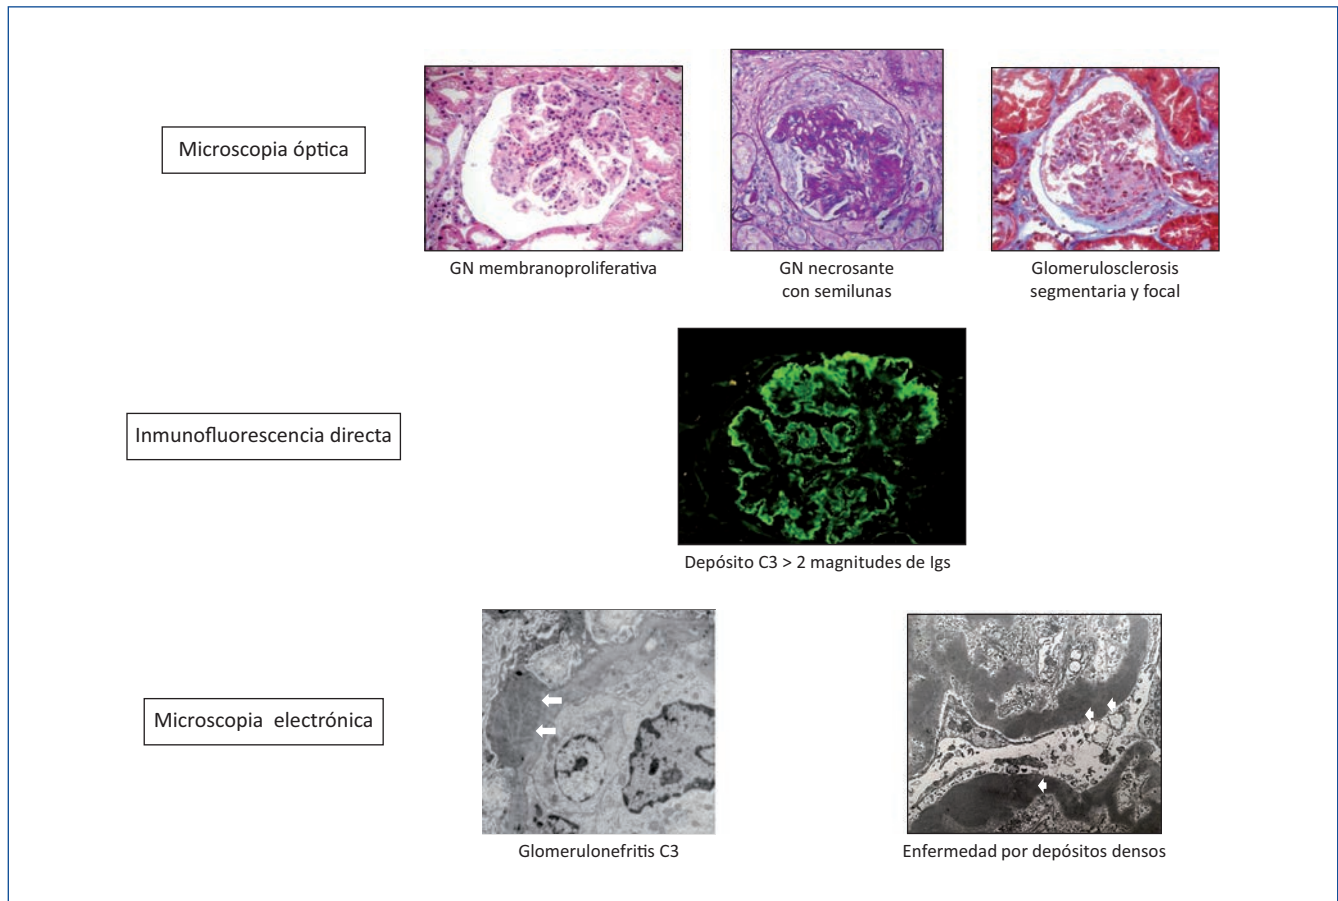 Microscopia óptica
GN membranoproliferativa
GN necrosante
con semilunas
Glomerulosclerosis
segmentaria y focal
Inmunofluorescencia directa
Depósito C3 > 2 magnitudes de Igs
Microscopia electrónica
Glomerulonefritis C3
Enfermedad por depósitos densos